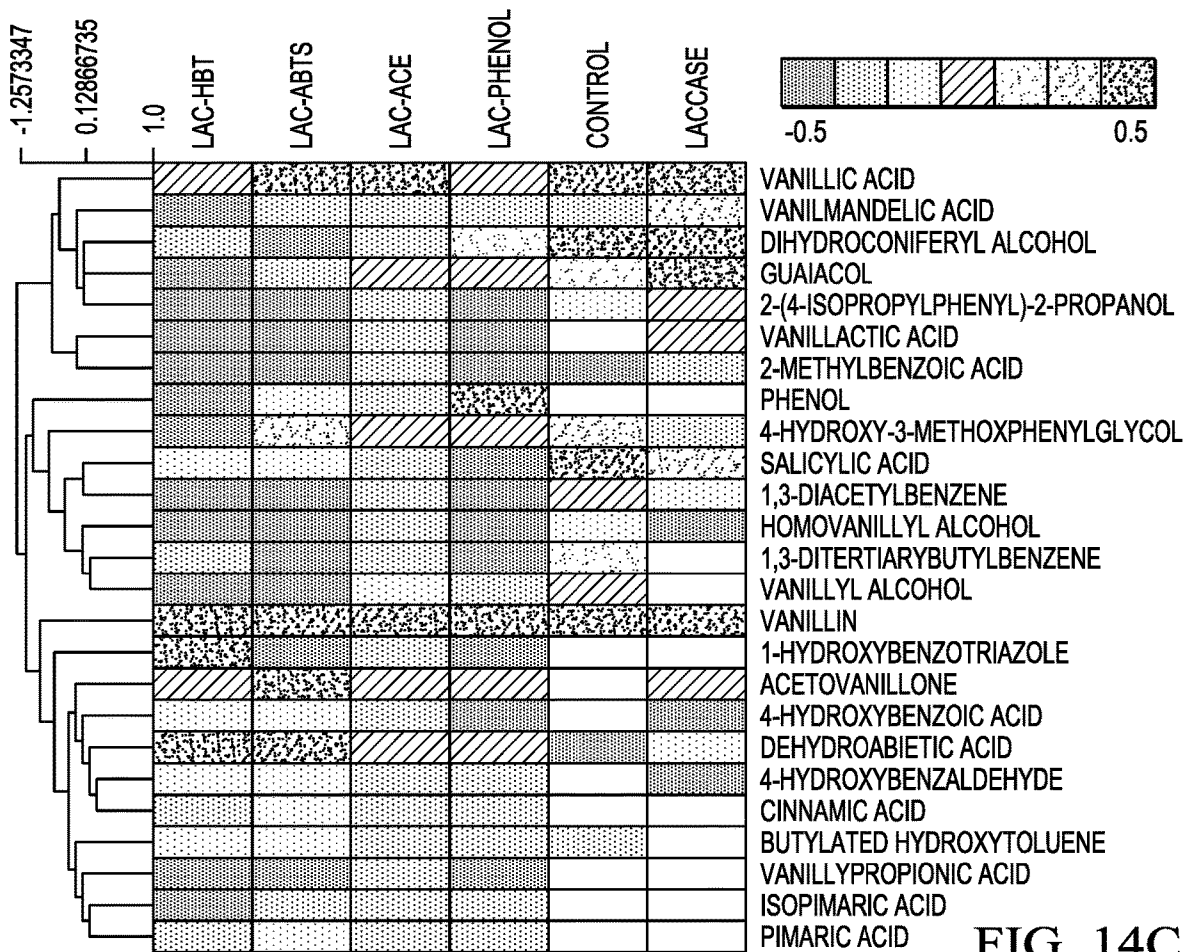 -1.2573347
0.12866735
1.0
LAC-HBT
LAC-ABTS
LAC-ACE
LAC-PHENOL
CONTROL
LACCASE
-0.5 0.5
VANILLIC ACID
VANILMANDELIC ACID
DIHYDROCONIFERYL ALCOHOL
GUAIACOL
2-(4-ISOPROPYLPHENYL)-2-PROPANOL
VANILLACTIC ACID
2-METHYLBENZOIC ACID
PHENOL
4-HYDROXY-3-METHOXPHENYLGLYCOL
SALICYLIC ACID
1,3-DIACETYLBENZENE
HOMOVANILLYL ALCOHOL
1,3-DITERTIARYBUTYLBENZENE
VANILLYL ALCOHOL
VANILLIN
1-HYDROXYBENZOTRIAZOLE
ACETOVANILLONE
4-HYDROXYBENZOIC ACID
DEHYDROABIETIC ACID
4-HYDROXYBENZALDEHYDE
CINNAMIC ACID
BUTYLATED HYDROXYTOLUENE
VANILLYPROPIONIC ACID
ISOPIMARIC ACID
PIMARIC ACID
FIG. 14C